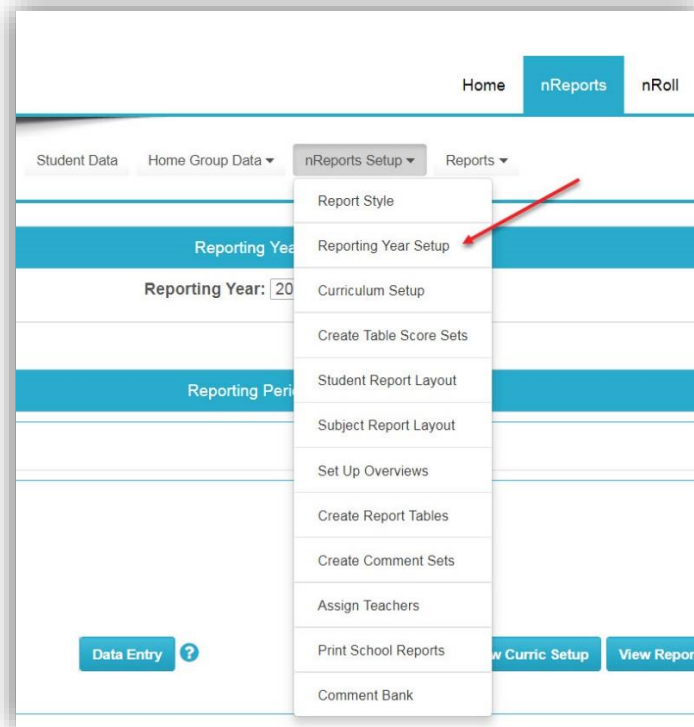 Home nReports nRoll
Student Data Home Group Data nReports Setup Reports
Report Style
Reporting Yea Reporting Year Setup
Reporting Year: 20 Curriculum Setup
Create Table Score Sets
Reporting Peri Student Report Layout
Subject Report Layout
Set Up Overviews
Create Report Tables
Create Comment Sets
Assign Teachers
Data Entry ? Print School Reports w Curric Setup View Repor
Comment Bank